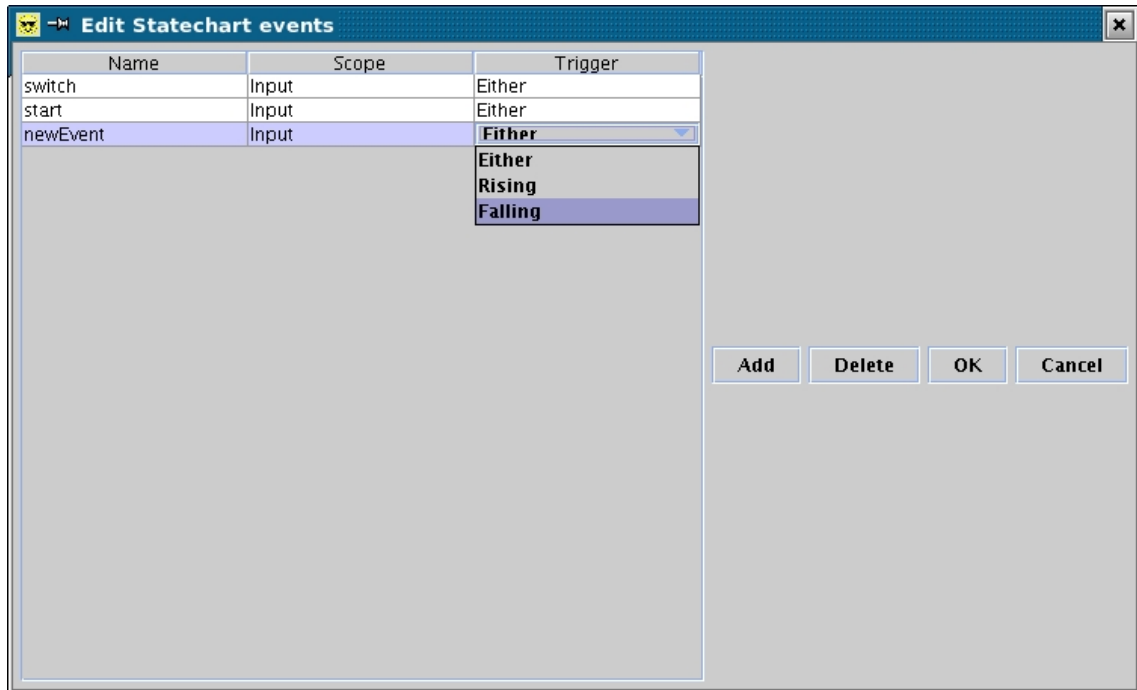 Edit Statechart events
Name Scope Trigger
switch Input Either
start Input Either
newEvent Input Either
Either
Rising
Falling
Add Delete OK Cancel